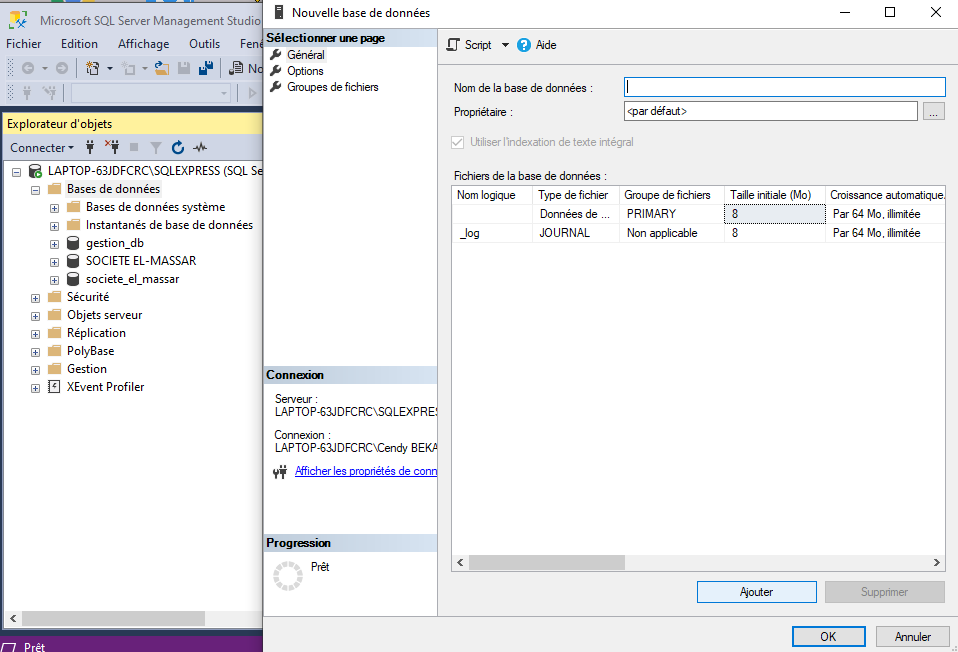 Microsoft SQL Server Management Studio
Fichier Edition Affichage Outils
Explorateur d'objets
Connecter
LAPTOP-63JDFCRC\SQLEXPRESS (SQL
Bases de données
Bases de données système
Instantanés de base de données
gestion_db
SOCIETE EL-MASSAR
societe_el_massar
Sécurité
Objets serveur
Réplication
PolyBase
Gestion
XEvent Profiler
Prêt
Nouvelle base de données
Sélectionner une page
Général
Options
Groupes de fichiers
Connexion
Serveur :
LAPTOP-63JDFCRC\SQLEXPRES
Connexion :
LAPTOP-63JDFCRC\Cendy BEKA
Afficher les propriétés de conn
Progression
Prêt
Script Aide
Nom de la base de données :
Propriétaire : <par défaut> ...
Utiliser l'indexation de texte intégral
Fichiers de la base de données :
Nom logique Type de fichier Groupe de fichiers Taille initiale (Mo) Croissance automatique.
Données de ... PRIMARY 8 Par 64 Mo, illimitée
_log JOURNAL Non applicable 8 Par 64 Mo, illimitée
Ajouter Supprimer
OK Annuler